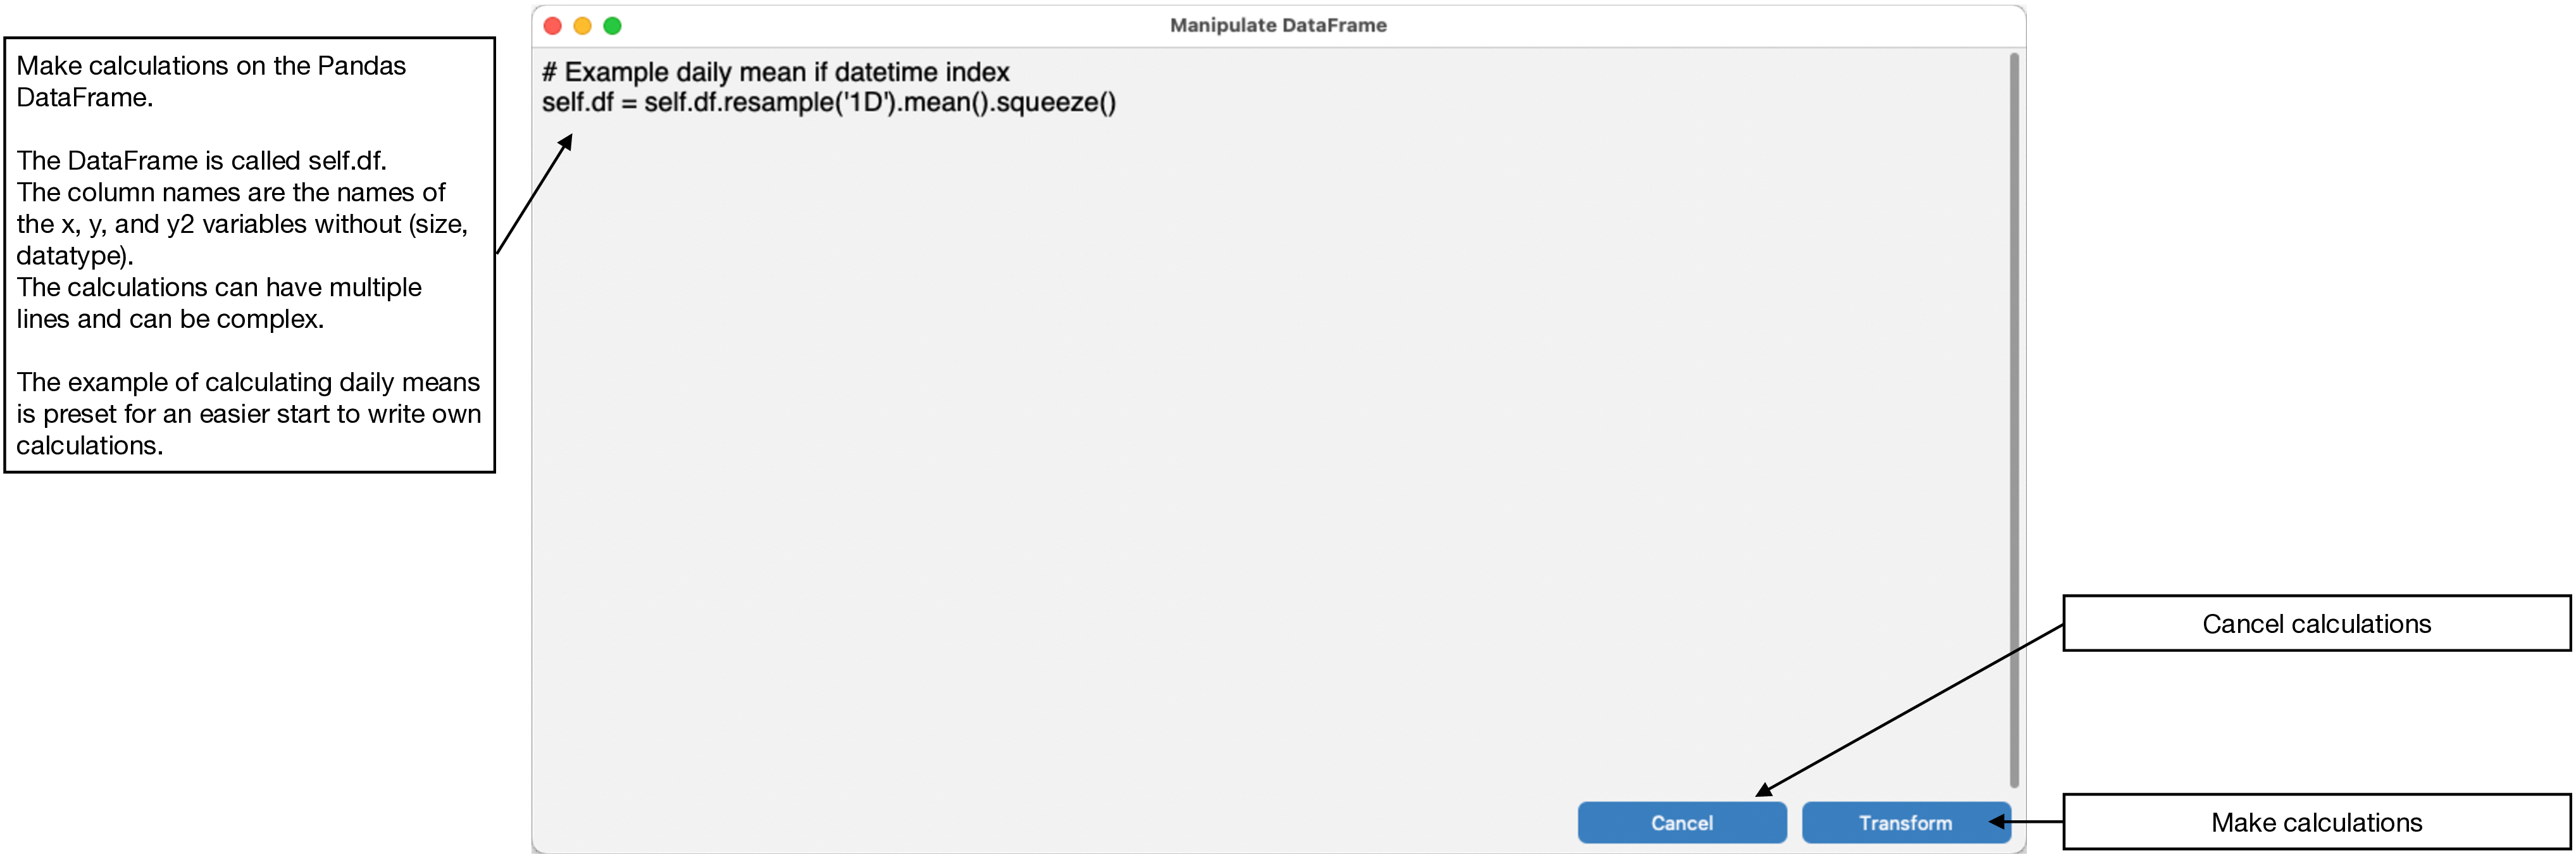 Manipulate DataFrame
Make calculations on the Pandas
DataFrame.
The DataFrame is called self.df.
The column names are the names of
the x, y, and y2 variables without (size,
datatype).
The calculations can have multiple
lines and can be complex.
The example of calculating daily means
is preset for an easier start to write own
calculations.
# Example daily mean if datetime index
self.df = self.df.resample('1D').mean().squeeze()
Cancel calculations
Cancel
Transform
Make calculations